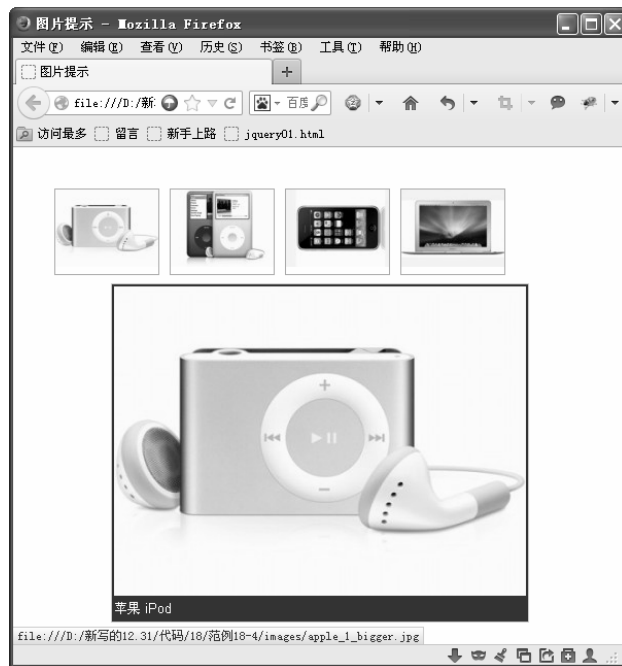 图片提示 - Mozilla Firefox
文件(F) 编辑(E) 查看(V) 历史(S) 书签(B) 工具(T) 帮助(H)
图片提示
file:///D:/新 百度
访问最多 留言 新手上路 jquery01.html
苹果 iPod
file:///D:/新写的12.31/代码/18/范例18-4/images/apple_1_bigger.jpg